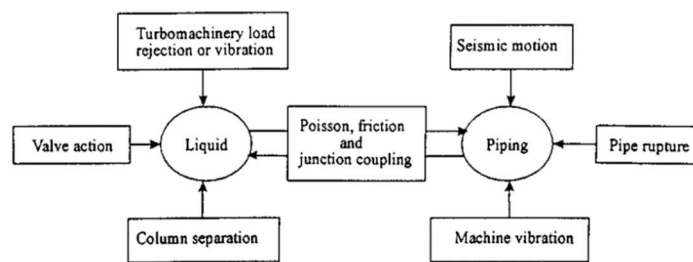 Turbomachinery load
rejection or vibration
Seismic motion
Valve action
Liquid
Poisson, friction
and
junction coupling
Piping
Pipe rupture
Column separation
Machine vibration